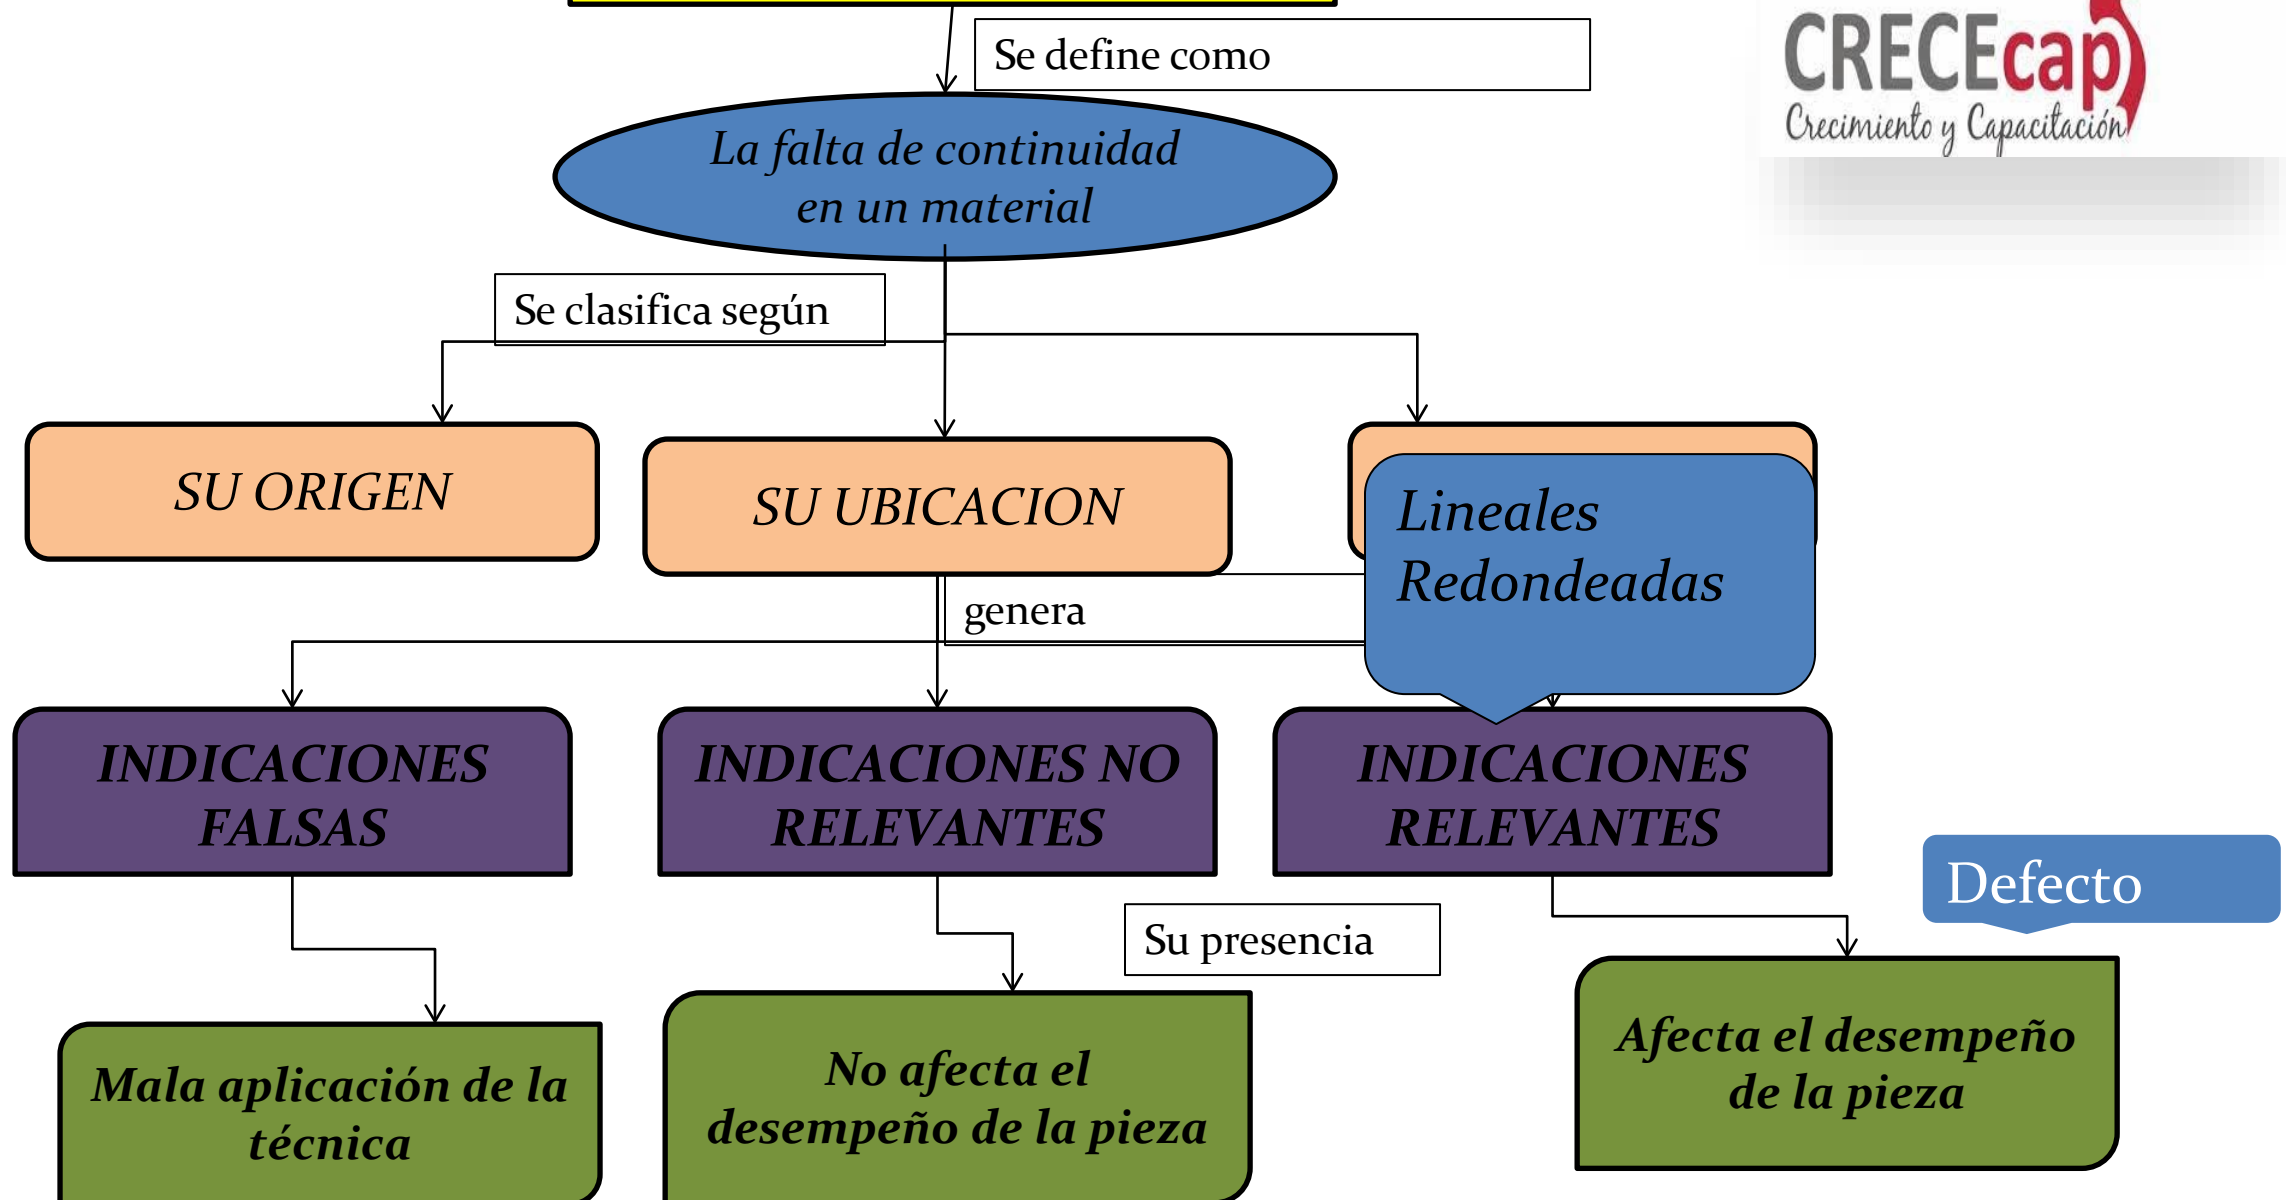 Se define como
CRECEcap
Crecimiento y Capacitación
La falta de continuidad
en un material
Se clasifica según
SU ORIGEN
SU UBICACION
Lineales
Redondeadas
genera
INDICACIONES
FALSAS
INDICACIONES NO
RELEVANTES
INDICACIONES
RELEVANTES
Defecto
Su presencia
Mala aplicación de la
técnica
No afecta el
desempeño de la pieza
Afecta el desempeño
de la pieza